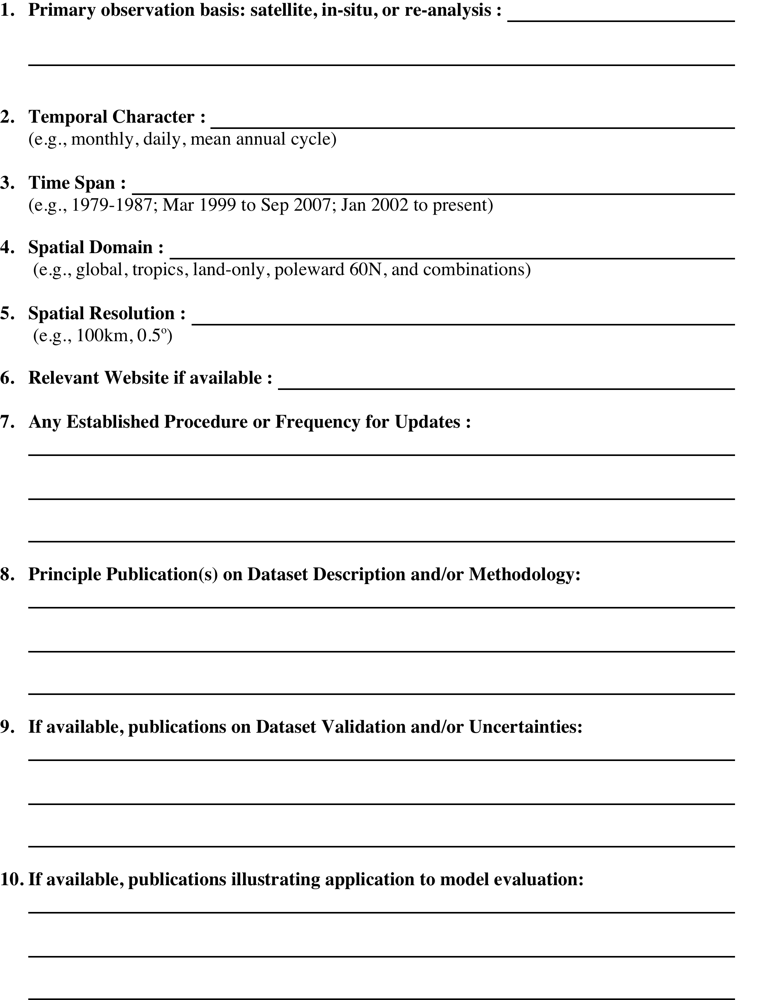 1. Primary observation basis: satellite, in-situ, or re-analysis :
2. Temporal Character :
(e.g., monthly, daily, mean annual cycle)
3. Time Span :
(e.g., 1979-1987; Mar 1999 to Sep 2007; Jan 2002 to present)
4. Spatial Domain :
(e.g., global, tropics, land-only, poleward 60N, and combinations)
5. Spatial Resolution :
(e.g., 100km, 0.5º)
6. Relevant Website if available :
7. Any Established Procedure or Frequency for Updates :
8. Principle Publication(s) on Dataset Description and/or Methodology:
9. If available, publications on Dataset Validation and/or Uncertainties:
10. If available, publications illustrating application to model evaluation: